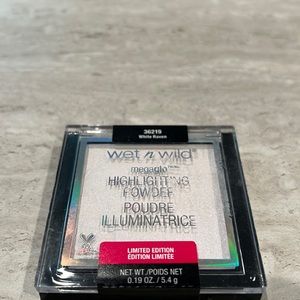 36219
White Raven
wet n wild
megaglo™
HIGHLIGHTING
POWDER
POUDRE
ILLUMINATRICE
LIMITED EDITION
ÉDITION LIMITÉE
NET WT./POIDS NET
0.19 OZ. / 5.4 g